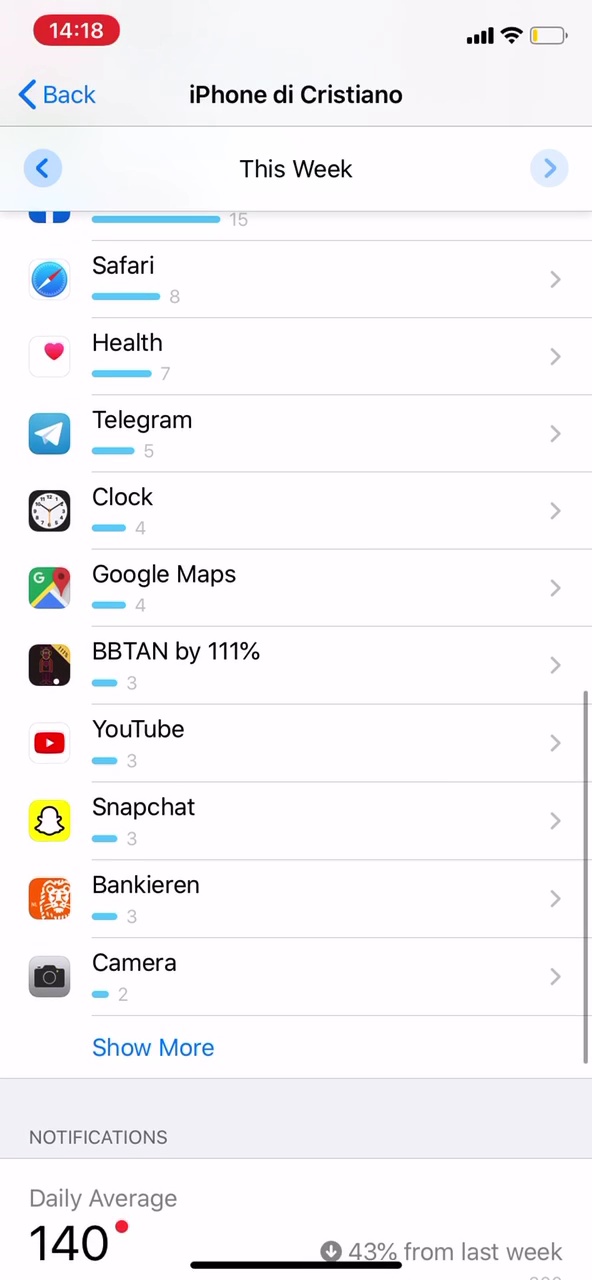 14:18
Back
iPhone di Cristiano
This Week
15
Safari
8
Health
7
Telegram
5
Clock
4
Google Maps
4
BBTAN by 111%
3
YouTube
3
Snapchat
3
Bankieren
3
Camera
2
Show More
NOTIFICATIONS
Daily Average
140
43% from last week